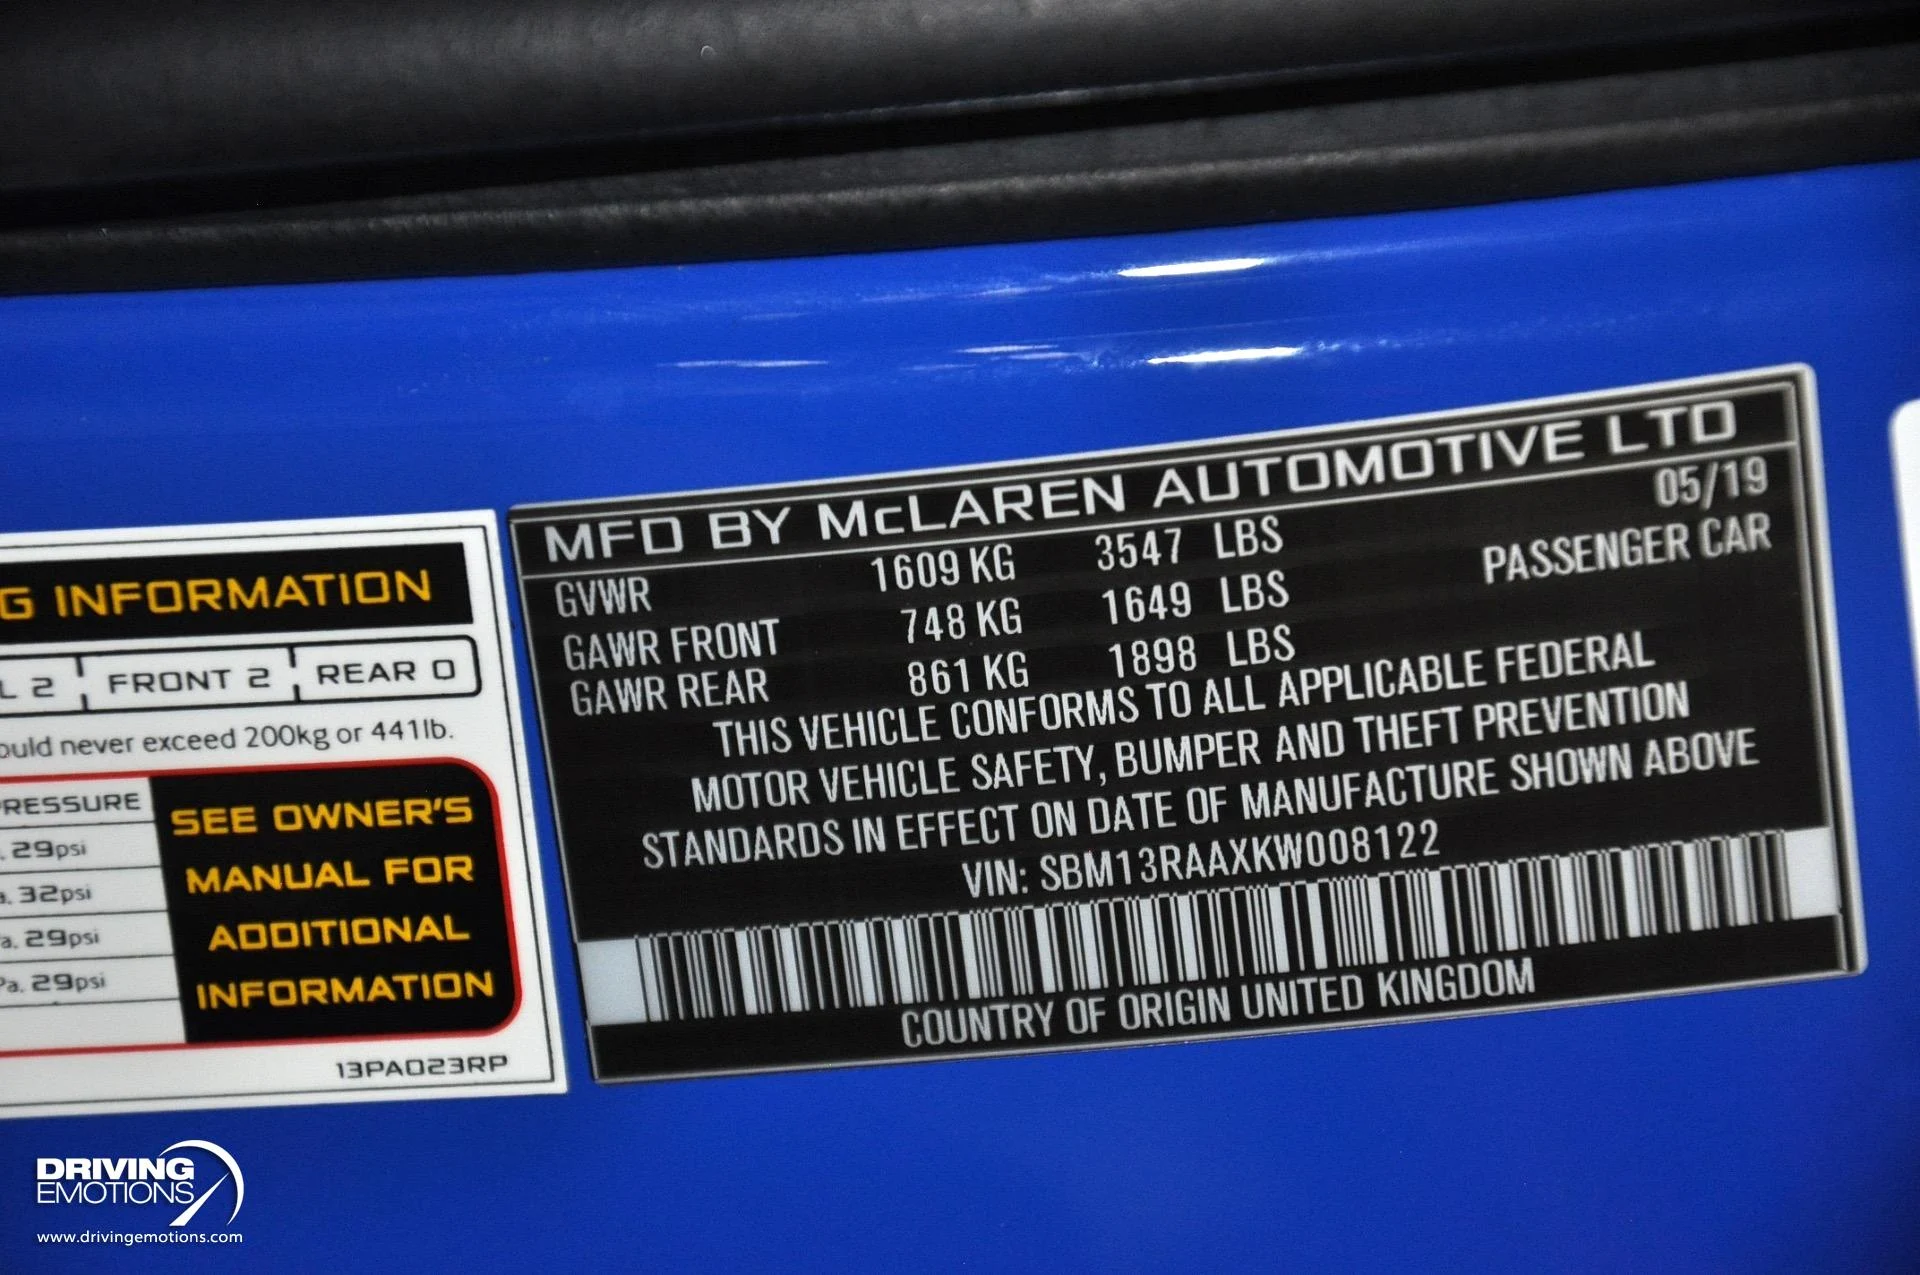 G INFORMATION
L 2 FRONT 2 REAR 0
ould never exceed 200kg or 441lb.
RESSURE
29psi
32psi
29psi
Pa. 29psi
SEE OWNER'S
MANUAL FOR
ADDITIONAL
INFORMATION
13PA023RP
MFD BY McLAREN AUTOMOTIVE LTD
05/19
GVWR 1609 KG 3547 LBS
PASSENGER CAR
GAWR FRONT 748 KG 1649 LBS
GAWR REAR 861 KG 1898 LBS
THIS VEHICLE CONFORMS TO ALL APPLICABLE FEDERAL
MOTOR VEHICLE SAFETY, BUMPER AND THEFT PREVENTION
STANDARDS IN EFFECT ON DATE OF MANUFACTURE SHOWN ABOVE
VIN: SBM13RAAXKW008122
COUNTRY OF ORIGIN UNITED KINGDOM
DRIVING
EMOTIONS
www.drivingemotions.com